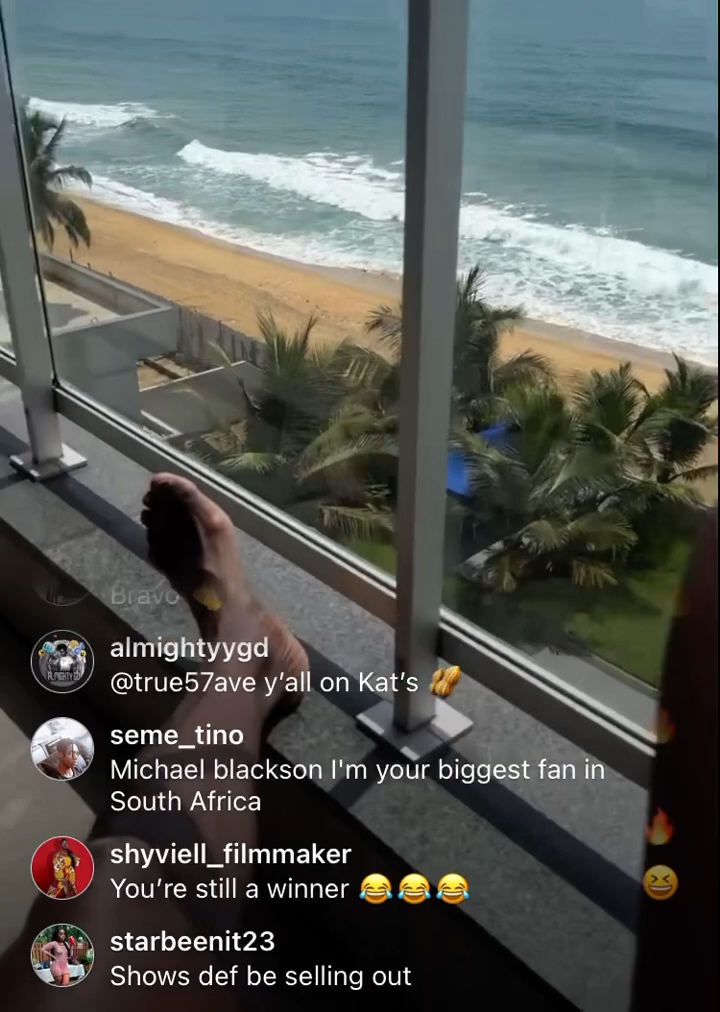 Bravo
almightyygd
@true57ave y'all on Kat's 🥜
seme_tino
Michael blackson I'm your biggest fan in
South Africa
shyviell_filmmaker
You're still a winner 😂😂😂
starbeenit23
Shows def be selling out